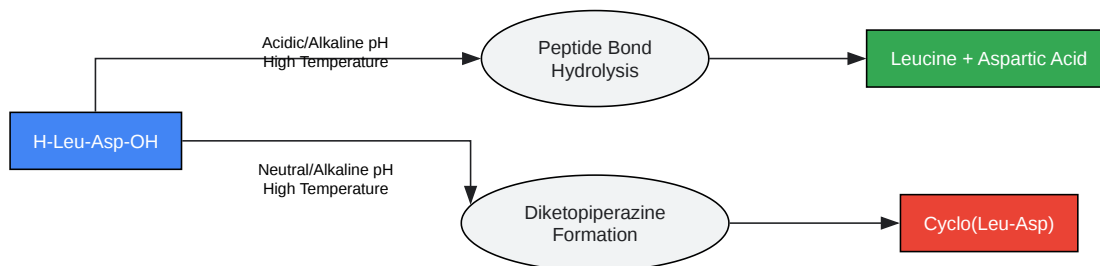 Acidic/Alkaline pH
High Temperature
Peptide Bond
Hydrolysis
Leucine + Aspartic Acid
H-Leu-Asp-OH
Neutral/Alkaline pH
High Temperature
Diketopiperazine
Formation
Cyclo(Leu-Asp)